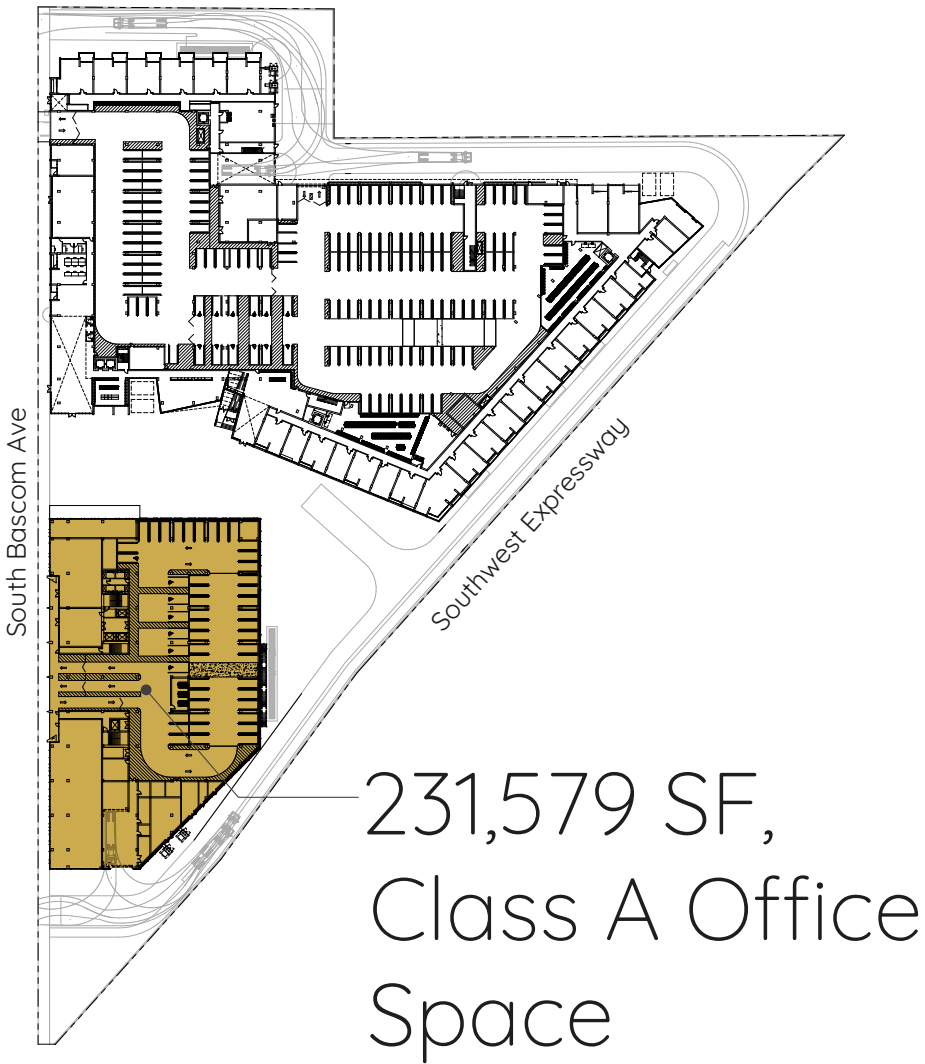 South Bascom Ave
Southwest Expressway
231,579 SF,
Class A Office
Space